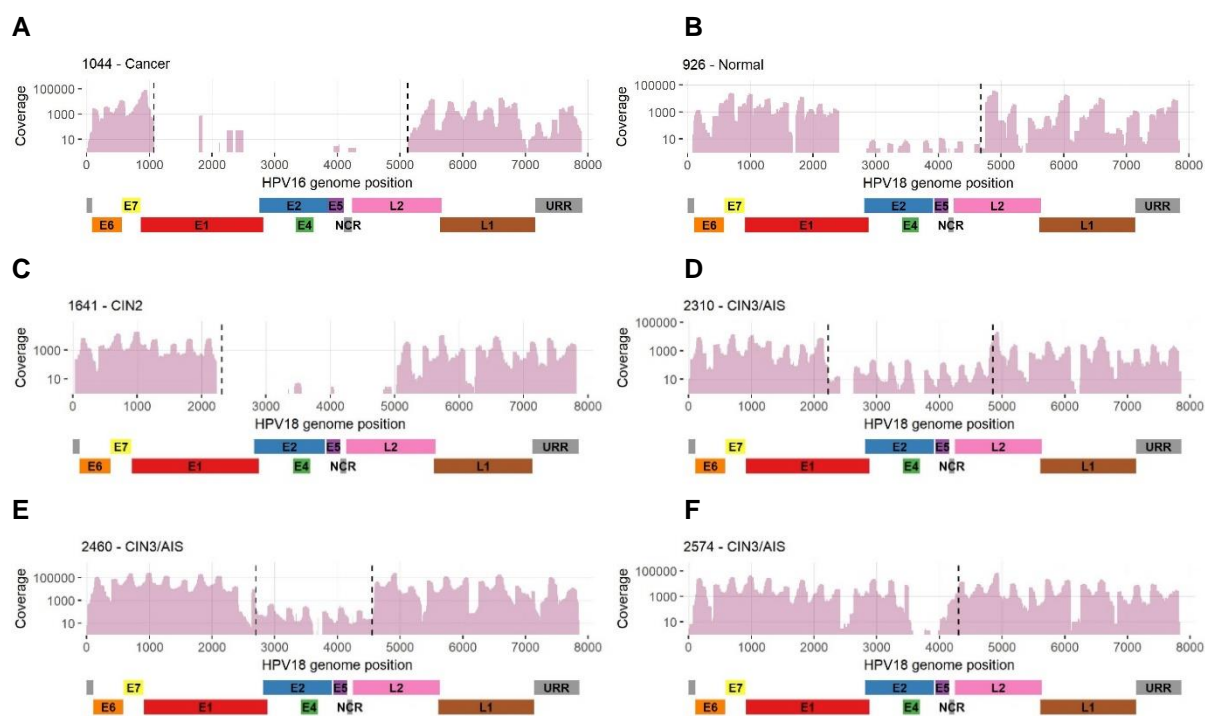 A
1044 - Cancer
Coverage
100000
1000
10
0 1000 2000 3000 4000 5000 6000 7000 8000
HPV16 genome position
E7 E2 E5 L2 URR
E6 E1 E4 NCR L1
B
926 - Normal
Coverage
100000
1000
10
0 1000 2000 3000 4000 5000 6000 7000 8000
HPV18 genome position
E7 E2 E5 L2 URR
E6 E1 E4 NCR L1
C
1641 - CIN2
Coverage
1000
10
0 1000 2000 3000 4000 5000 6000 7000 8000
HPV18 genome position
E7 E2 E5 L2 URR
E6 E1 E4 NCR L1
D
2310 - CIN3/AIS
Coverage
100000
1000
10
0 1000 2000 3000 4000 5000 6000 7000 8000
HPV18 genome position
E7 E2 E5 L2 URR
E6 E1 E4 NCR L1
E
2460 - CIN3/AIS
Coverage
100000
1000
10
0 1000 2000 3000 4000 5000 6000 7000 8000
HPV18 genome position
E7 E2 E5 L2 URR
E6 E1 E4 NCR L1
F
2574 - CIN3/AIS
Coverage
100000
1000
10
0 1000 2000 3000 4000 5000 6000 7000 8000
HPV18 genome position
E7 E2 E5 L2 URR
E6 E1 E4 NCR L1